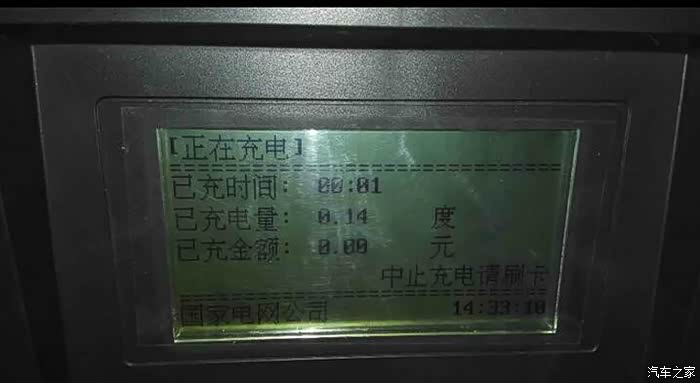 [正在充电]
已充时间: 00:01
已充电量: 0.14 度
已充金额: 0.00 元
中止充电请刷卡
国家电网公司 14:33:10
汽车之家